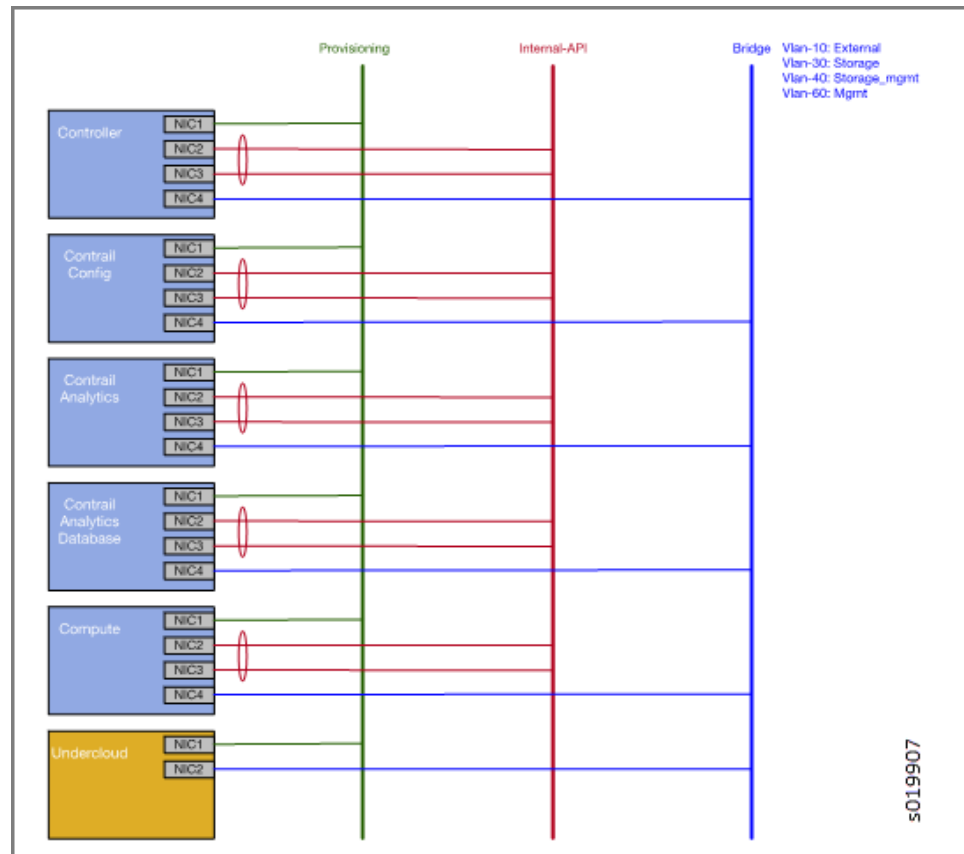 Provisioning
Internal-API
Bridge
Vlan-10: External
Vlan-30: Storage
Vlan-40: Storage_mgmt
Vlan-60: Mgmt
Controller
NIC1
NIC2
NIC3
NIC4
Contrail
Config
NIC1
NIC2
NIC3
NIC4
Contrail
Analytics
NIC1
NIC2
NIC3
NIC4
Contrail
Analytics
Database
NIC1
NIC2
NIC3
NIC4
Compute
NIC1
NIC2
NIC3
NIC4
Undercloud
NIC1
NIC2
s019907